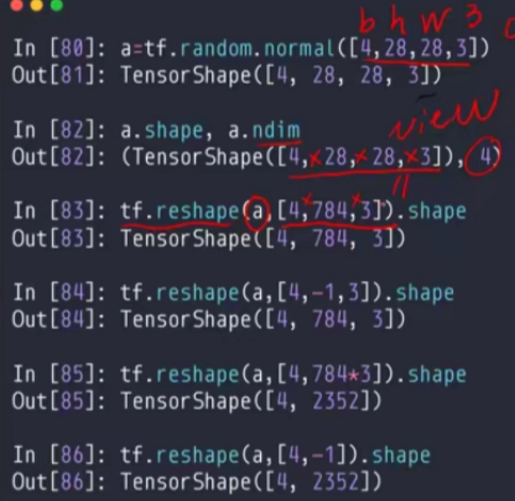 b h w 3
In [80]: a=tf.random.normal([4,28,28,3])
Out[81]: TensorShape([4, 28, 28, 3])
view
In [82]: a.shape, a.ndim
Out[82]: (TensorShape([4, 28, 28, 3]), 4)
In [83]: tf.reshape(a,[4,784,3]).shape
Out[83]: TensorShape([4, 784, 3])
In [84]: tf.reshape(a,[4,-1,3]).shape
Out[84]: TensorShape([4, 784, 3])
In [85]: tf.reshape(a,[4,784*3]).shape
Out[85]: TensorShape([4, 2352])
In [86]: tf.reshape(a,[4,-1]).shape
Out[86]: TensorShape([4, 2352])